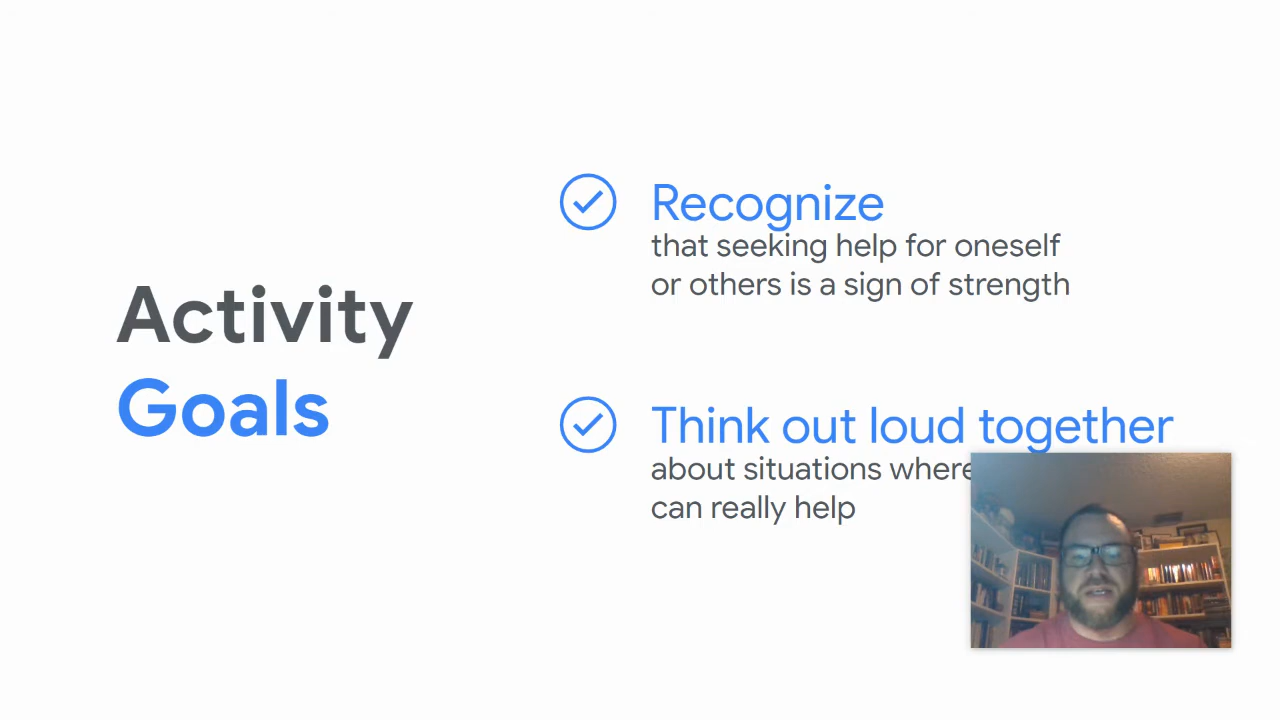 Activity
Goals
Recognize
that seeking help for oneself
or others is a sign of strength
Think out loud together
about situations where
can really help